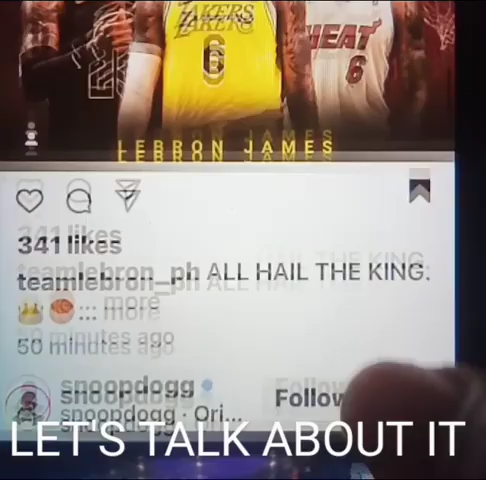 LAKERS
6
HEAT
6
LEBRON JAMES
341 likes
teamlebron_ph ALL HAIL THE KING.
👑🏀... more
50 minutes ago
snoopdogg
Follow
snoopdogg · Ori...
LET'S TALK ABOUT IT